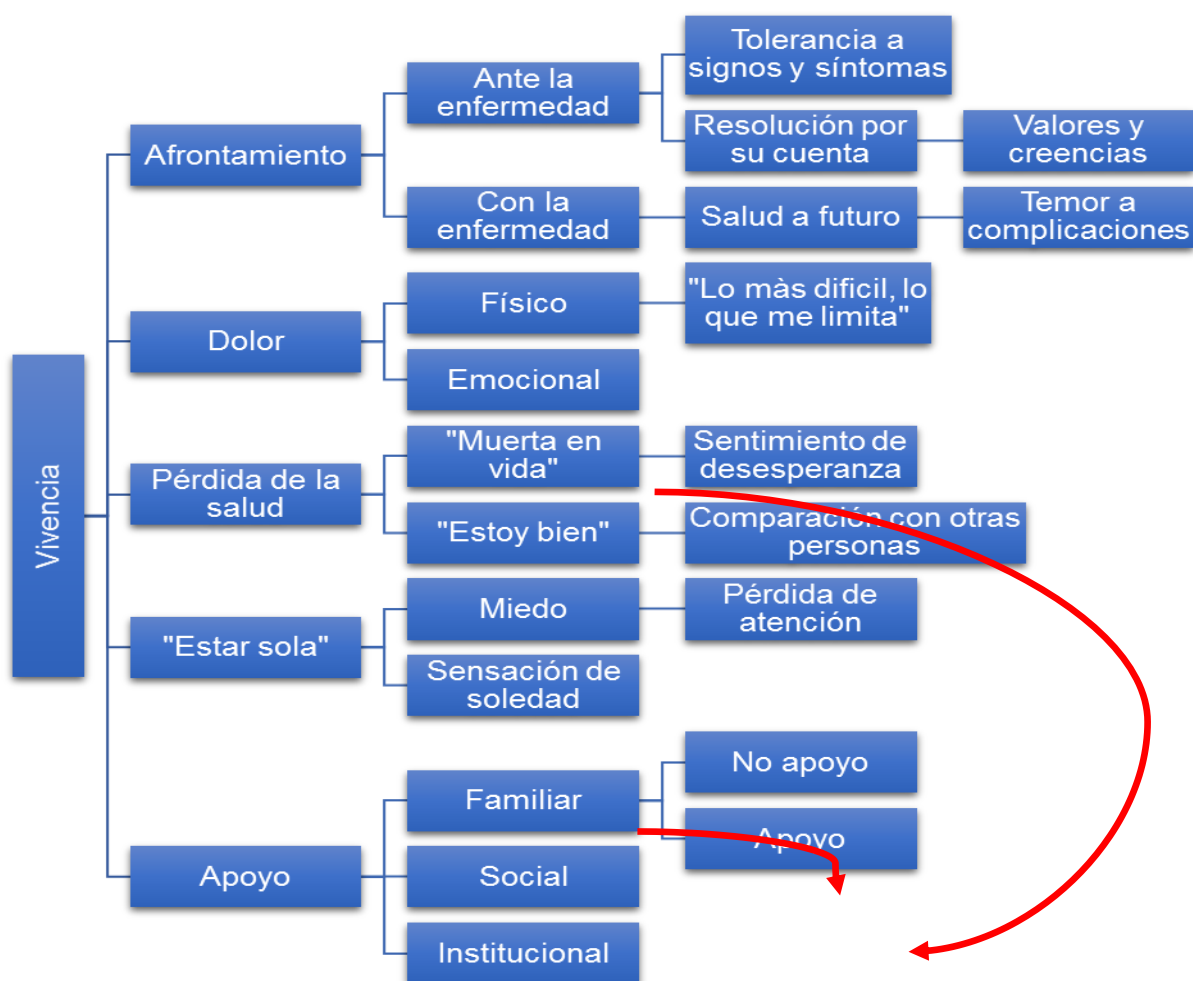 Vivencia
Afrontamiento
Ante la
enfermedad
Tolerancia a
signos y síntomas
Resolución por
su cuenta
Valores y
creencias
Con la
enfermedad
Salud a futuro
Temor a
complicaciones
Dolor
Físico
"Lo màs dificil, lo
que me limita"
Emocional
Pérdida de la
salud
"Muerta en
vida"
Sentimiento de
desesperanza
"Estoy bien"
Comparación con otras
personas
"Estar sola"
Miedo
Pérdida de
atención
Sensación de
soledad
Apoyo
Familiar
No apoyo
Apoyo
Social
Institucional